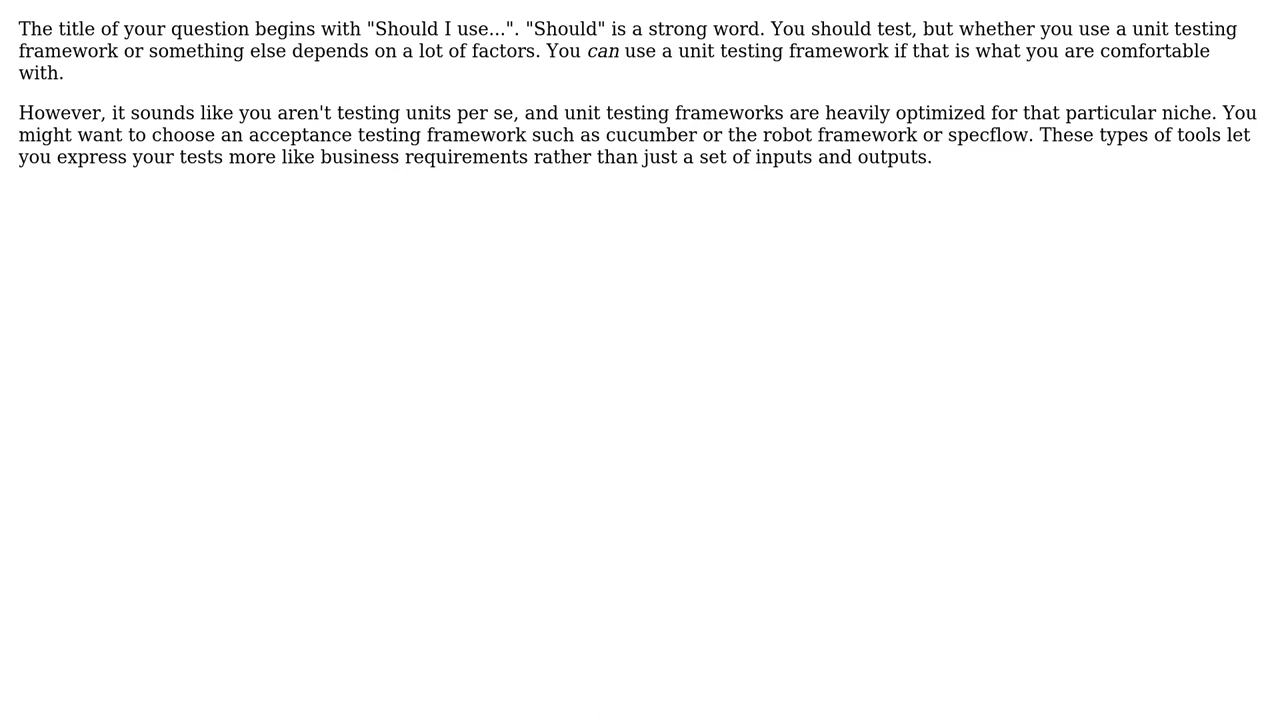 The title of your question begins with "Should I use...". "Should" is a strong word. You should test, but whether you use a unit testing
framework or something else depends on a lot of factors. You can use a unit testing framework if that is what you are comfortable
with.
However, it sounds like you aren't testing units per se, and unit testing frameworks are heavily optimized for that particular niche. You
might want to choose an acceptance testing framework such as cucumber or the robot framework or specflow. These types of tools let
you express your tests more like business requirements rather than just a set of inputs and outputs.